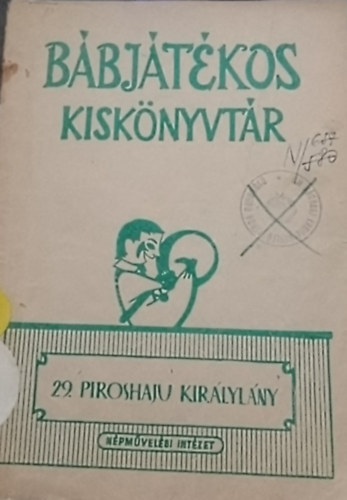 BÁBJÁTÉKOS
KISKÖNYVTÁR
29. PIROSHAJU KIRÁLYLÁNY
NÉPMŰVELÉSI INTÉZET